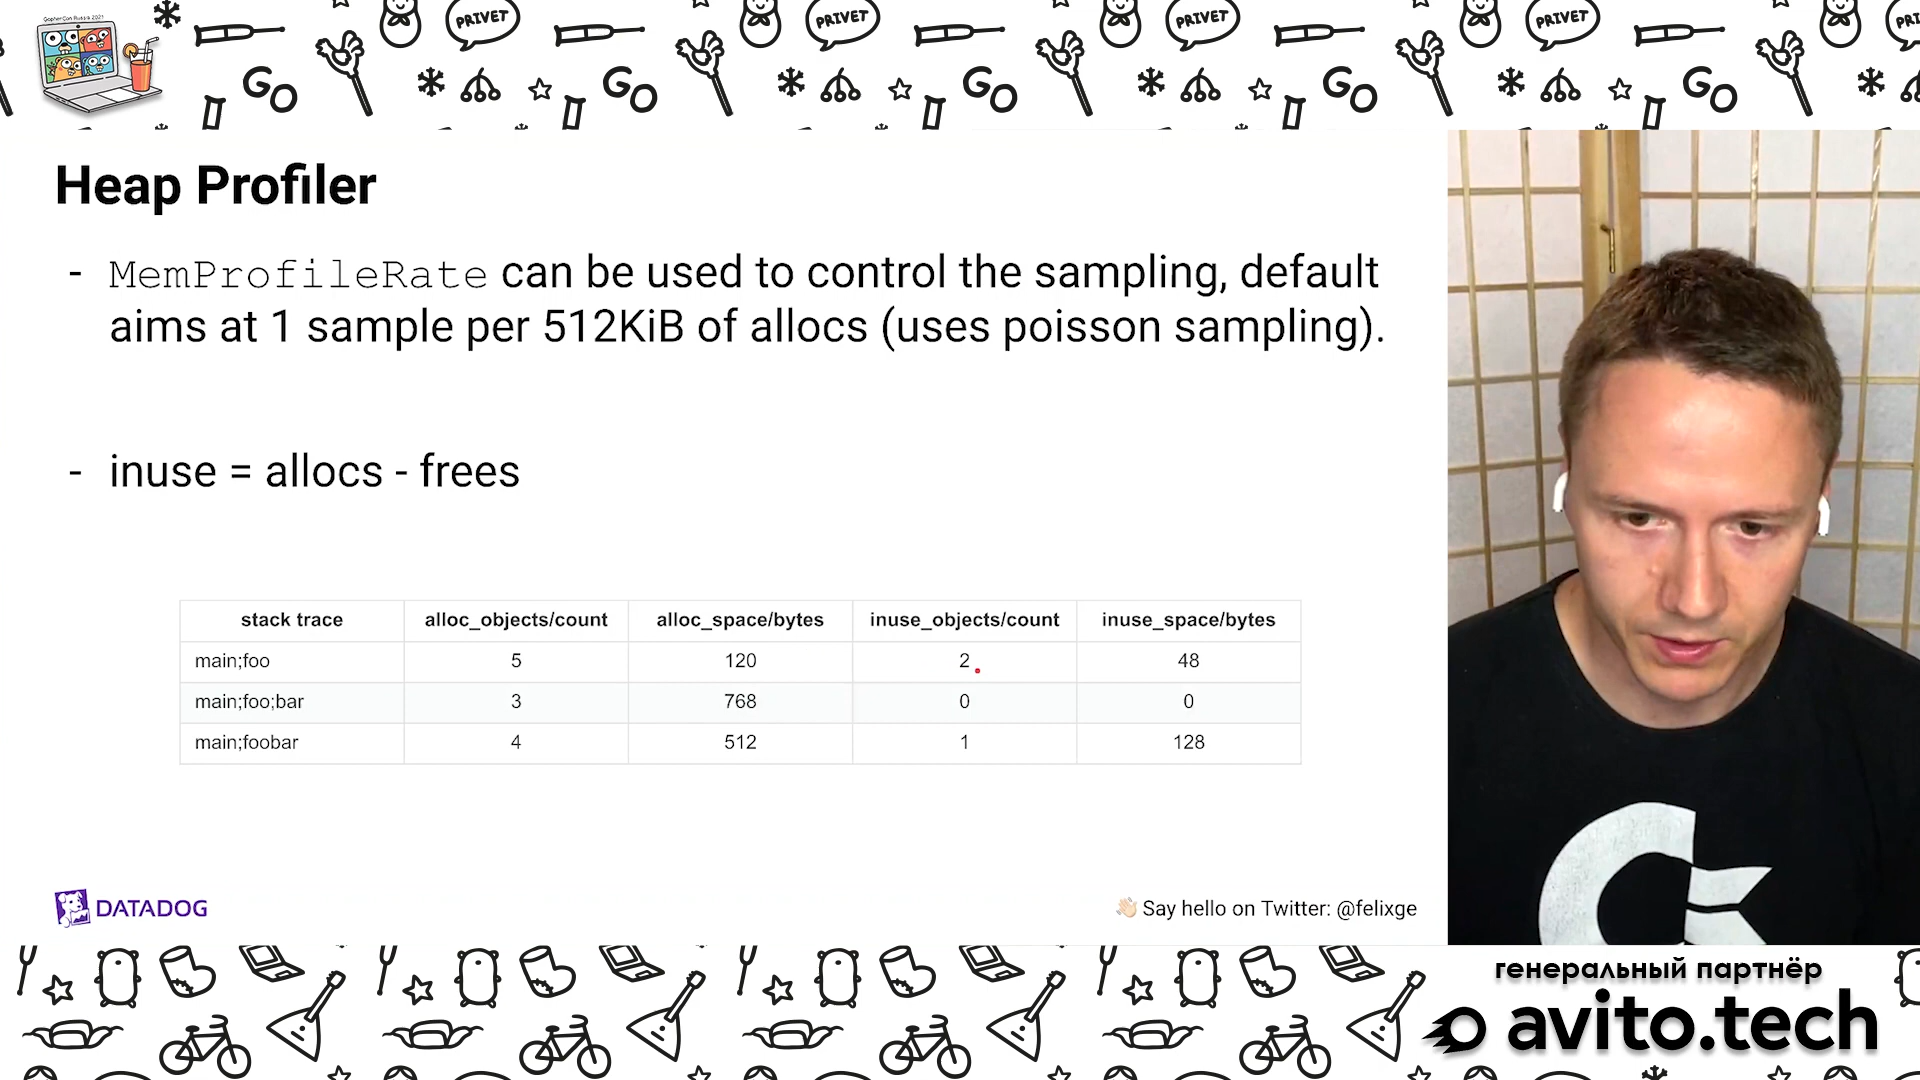 GopherCon Russia 2021
PRIVET
PRIVET
PRIVET
PRIVET
GO
GO
GO
GO
GO
Heap Profiler
- MemProfileRate can be used to control the sampling, default
aims at 1 sample per 512KiB of allocs (uses poisson sampling).
- inuse = allocs - frees
stack trace alloc_objects/count alloc_space/bytes inuse_objects/count inuse_space/bytes
main;foo 5 120 2 48
main;foo;bar 3 768 0 0
main;foobar 4 512 1 128
DATADOG
👋🏻 Say hello on Twitter: @felixge
генеральный партнёр
avito.tech